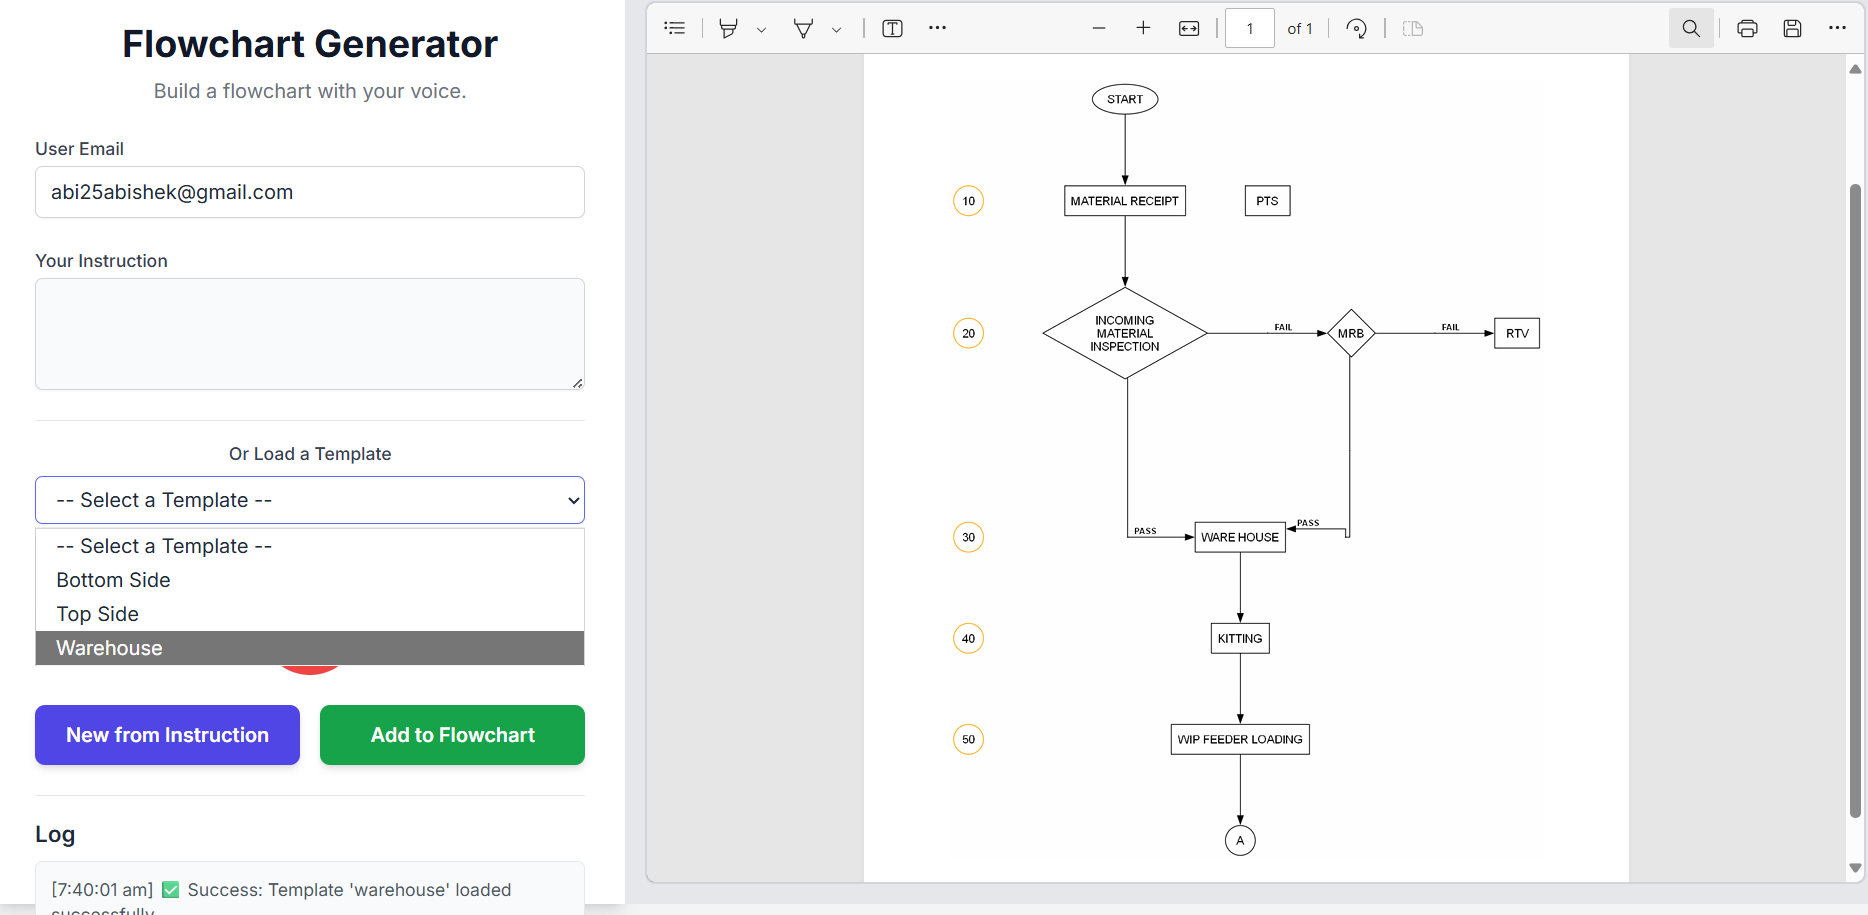 Flowchart Generator
Build a flowchart with your voice.
User Email
abi25abishek@gmail.com
Your Instruction
Or Load a Template
-- Select a Template --
-- Select a Template --
Bottom Side
Top Side
Warehouse
New from Instruction
Add to Flowchart
Log
[7:40:01 am] ✅ Success: Template 'warehouse' loaded
successfully
1 of 1
START
10
MATERIAL RECEIPT
PTS
20
INCOMING
MATERIAL
INSPECTION
FAIL
MRB
FAIL
RTV
30
PASS
WARE HOUSE
PASS
40
KITTING
50
WIP FEEDER LOADING
A